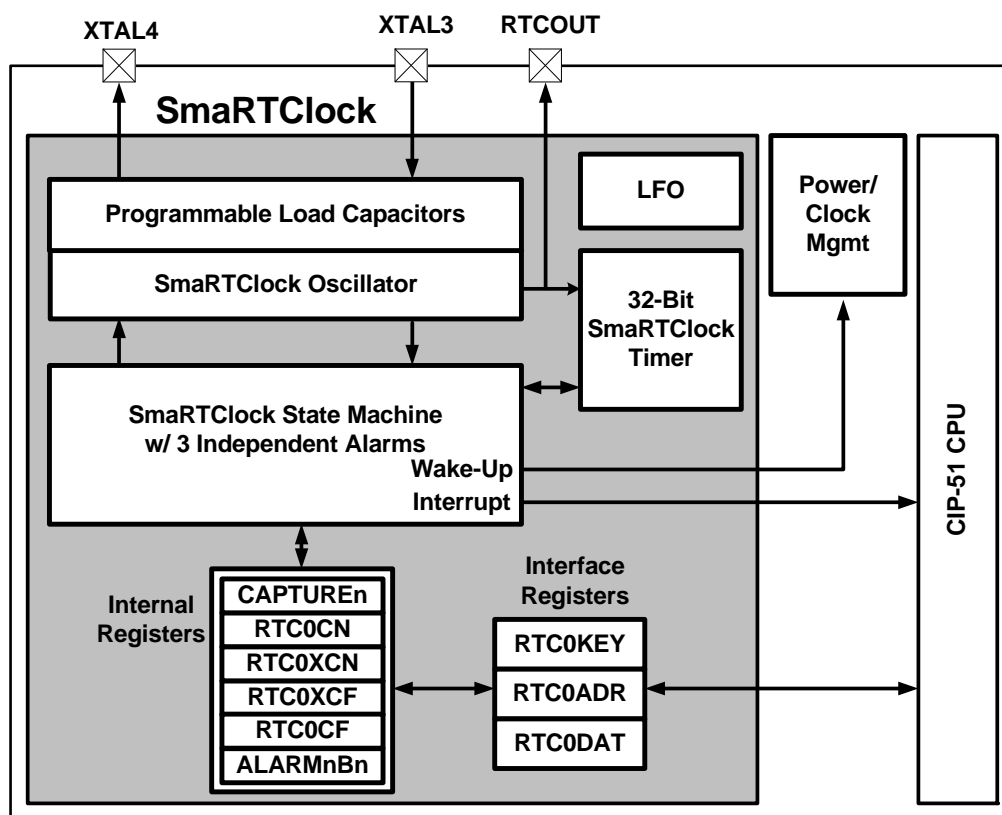 XTAL4
XTAL3
RTCOUT
SmaRTClock
Programmable Load Capacitors
SmaRTClock Oscillator
LFO
Power/
Clock
Mgmt
32-Bit
SmaRTClock
Timer
SmaRTClock State Machine
w/ 3 Independent Alarms
Wake-Up
Interrupt
CIP-51 CPU
Internal
Registers
CAPTUREn
RTC0CN
RTC0XCN
RTC0XCF
RTC0CF
ALARMnBn
Interface
Registers
RTC0KEY
RTC0ADR
RTC0DAT